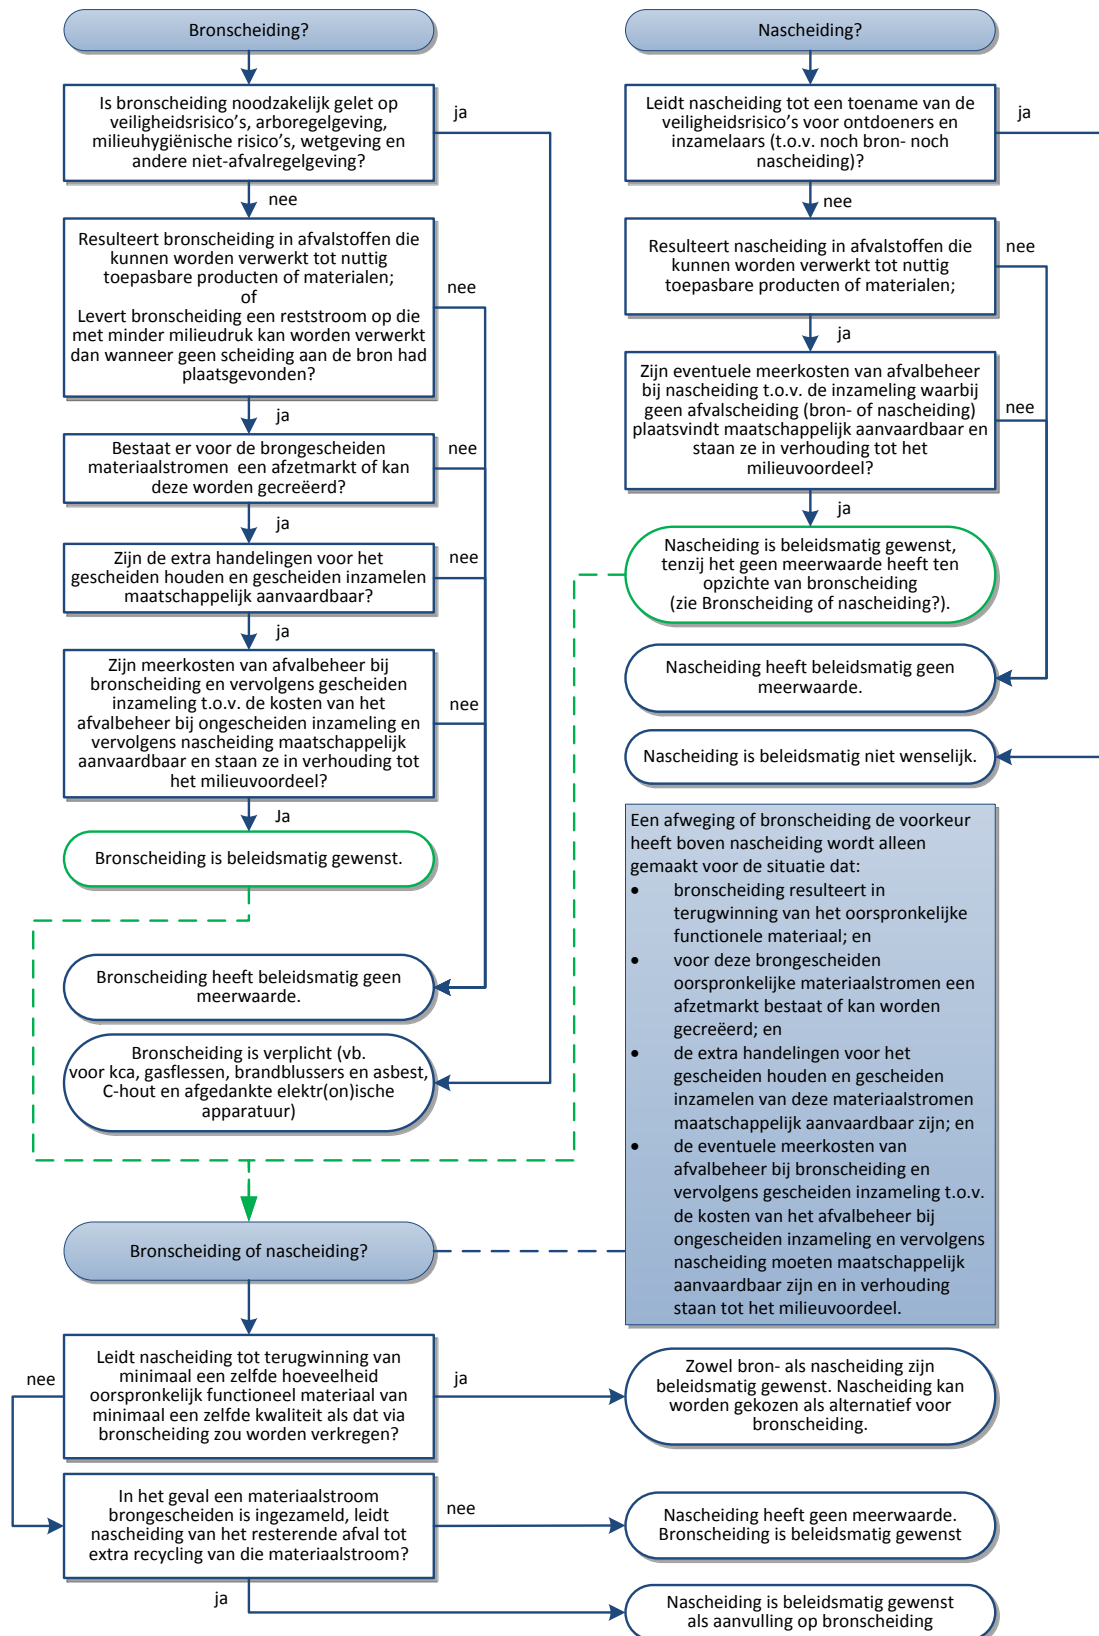 Bronscheiding?
Is bronscheiding noodzakelijk gelet op
veiligheidsrisico's, arboregelgeving,
milieuhygiënische risico's, wetgeving en
andere niet-afvalregelgeving?
ja
nee
Resulteert bronscheiding in afvalstoffen die
kunnen worden verwerkt tot nuttig
toepasbare producten of materialen;
of
Levert bronscheiding een reststroom op die
met minder milieudruk kan worden verwerkt
dan wanneer geen scheiding aan de bron had
plaatsgevonden?
nee
ja
Bestaat er voor de brongescheiden
materiaalstromen een afzetmarkt of kan
deze worden gecreëerd?
nee
ja
Zijn de extra handelingen voor het
gescheiden houden en gescheiden inzamelen
maatschappelijk aanvaardbaar?
nee
ja
Zijn meerkosten van afvalbeheer bij
bronscheiding en vervolgens gescheiden
inzameling t.o.v. de kosten van het
afvalbeheer bij ongescheiden inzameling en
vervolgens nascheiding maatschappelijk
aanvaardbaar en staan ze in verhouding tot
het milieuvoordeel?
nee
Ja
Bronscheiding is beleidsmatig gewenst.
Bronscheiding heeft beleidsmatig geen
meerwaarde.
Bronscheiding is verplicht (vb.
voor kca, gasflessen, brandblussers en asbest,
C-hout en afgedankte elektr(on)ische
apparatuur)
Nascheiding?
Leidt nascheiding tot een toename van de
veiligheidsrisico's voor ontdoeners en
inzamelaars (t.o.v. noch bron- noch
nascheiding)?
ja
nee
Resulteert nascheiding in afvalstoffen die
kunnen worden verwerkt tot nuttig
toepasbare producten of materialen;
nee
ja
Zijn eventuele meerkosten van afvalbeheer
bij nascheiding t.o.v. de inzameling waarbij
geen afvalscheiding (bron- of nascheiding)
plaatsvindt maatschappelijk aanvaardbaar en
staan ze in verhouding tot het
milieuvoordeel?
nee
ja
Nascheiding is beleidsmatig gewenst,
tenzij het geen meerwaarde heeft ten
opzichte van bronscheiding
(zie Bronscheiding of nascheiding?).
Nascheiding heeft beleidsmatig geen
meerwaarde.
Nascheiding is beleidsmatig niet wenselijk.
Een afweging of bronscheiding de voorkeur
heeft boven nascheiding wordt alleen
gemaakt voor de situatie dat:
• bronscheiding resulteert in
terugwinning van het oorspronkelijke
functionele materiaal; en
• voor deze brongescheiden
oorspronkelijke materiaalstromen een
afzetmarkt bestaat of kan worden
gecreëerd; en
• de extra handelingen voor het
gescheiden houden en gescheiden
inzamelen van deze materiaalstromen
maatschappelijk aanvaardbaar zijn; en
• de eventuele meerkosten van
afvalbeheer bij bronscheiding en
vervolgens gescheiden inzameling t.o.v.
de kosten van het afvalbeheer bij
ongescheiden inzameling en vervolgens
nascheiding moeten maatschappelijk
aanvaardbaar zijn en in verhouding
staan tot het milieuvoordeel.
Bronscheiding of nascheiding?
Leidt nascheiding tot terugwinning van
minimaal een zelfde hoeveelheid
oorspronkelijk functioneel materiaal van
minimaal een zelfde kwaliteit als dat via
bronscheiding zou worden verkregen?
nee
ja
Zowel bron- als nascheiding zijn
beleidsmatig gewenst. Nascheiding kan
worden gekozen als alternatief voor
bronscheiding.
In het geval een materiaalstroom
brongescheiden is ingezameld, leidt
nascheiding van het resterende afval tot
extra recycling van die materiaalstroom?
nee
Nascheiding heeft geen meerwaarde.
Bronscheiding is beleidsmatig gewenst
ja
Nascheiding is beleidsmatig gewenst
als aanvulling op bronscheiding